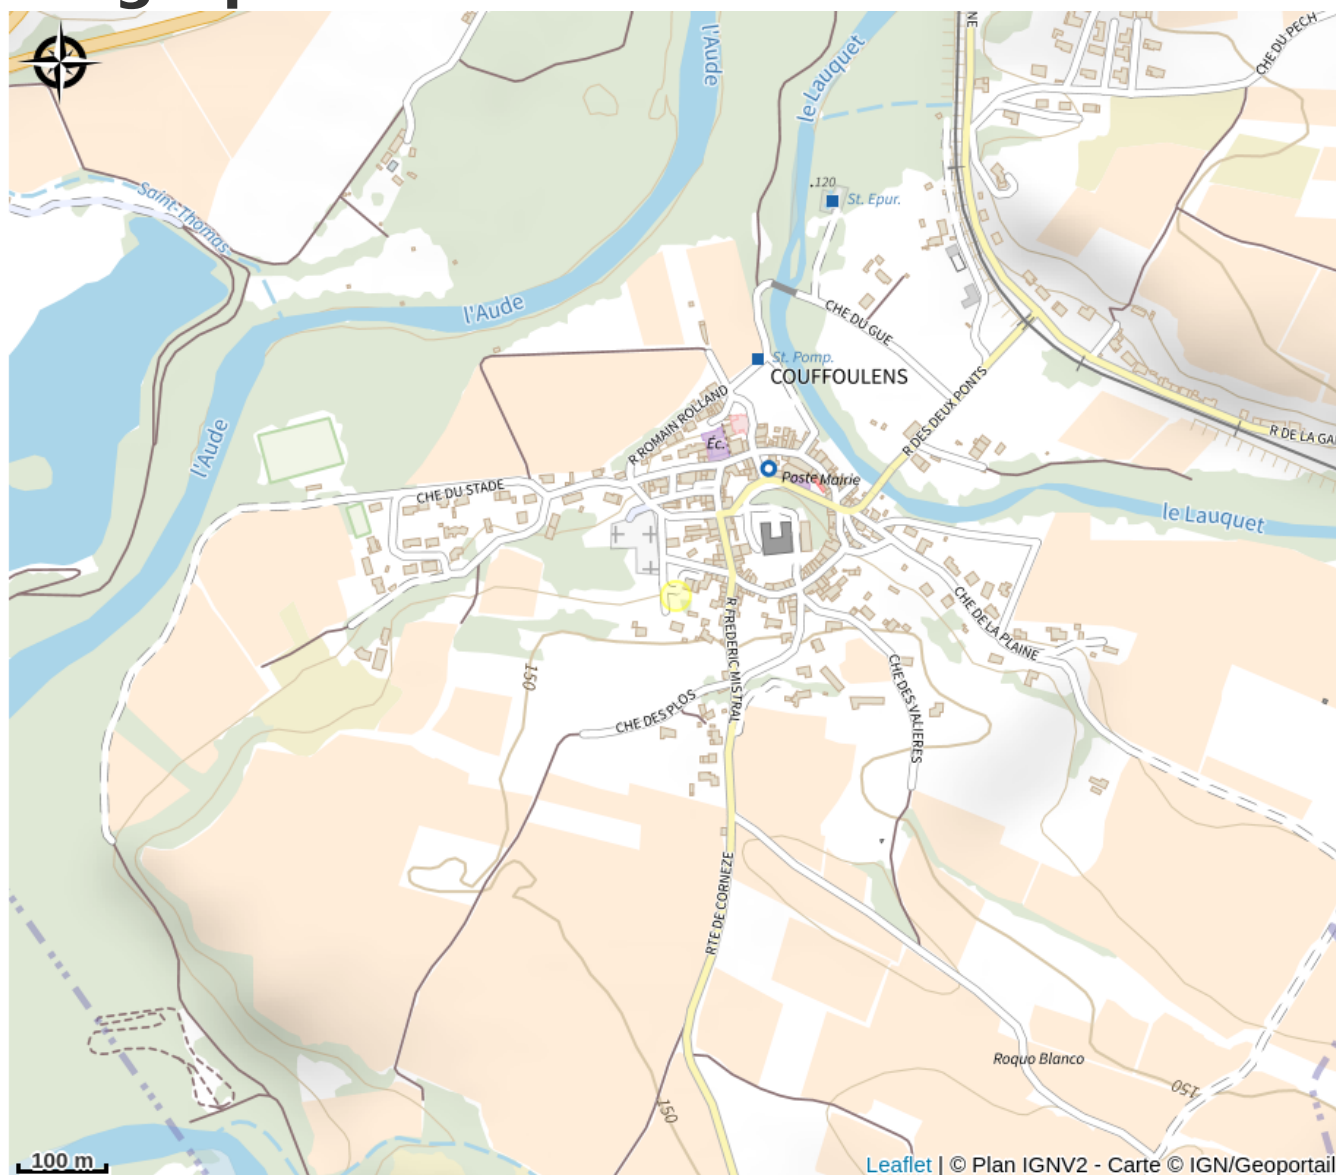 l'Aude
le Lauquet
NE
CHE DU PECH
Saint-Thomas
.120
St. Epur.
l'Aude
CHE DU GUE
St. Pomp.
COUFFOULENS
R DES DEUX PONTS
R ROMAIN ROLLAND
l'Aude
Éc.
R DE LA GA
Poste Mairie
CHE DU STADE
le Lauquet
R FREDERIC MISTRAL
CHE DE LA PLAINE
150
CHE DES VALIERES
CHE DES PLOS
RTE DE CORNEZE
Roquo Blanco
150
150
100 m
Leaflet | © Plan IGNV2 - Carte © IGN/Geoportail